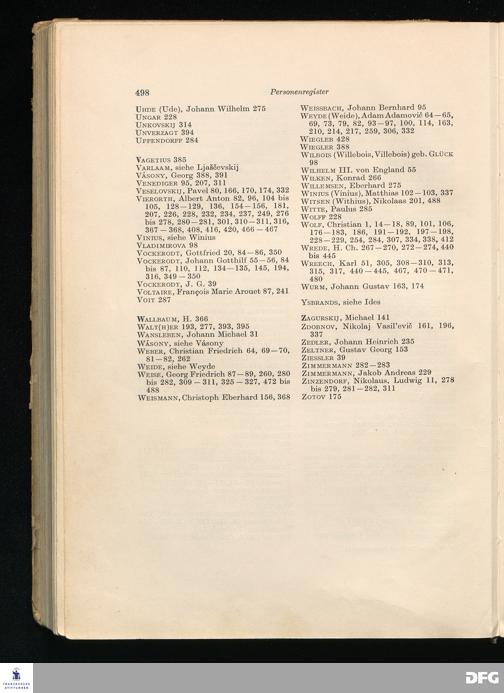 498
Personenregister
UHDE (Ude), Johann Wilhelm 275
UNGAR 228
UNKOVSKIJ 314
UNVERZAGT 394
UPPENDORFF 284
VAGETIUS 385
VARLAAM, siehe Ljaščevskij
VÁSONY, Georg 388, 391
VENEDIGER 95, 207, 311
VESELOVSKIJ, Pavel 80, 166, 170, 174, 332
VIERORTH, Albert Anton 82, 96, 104 bis
105, 128—129, 136, 154—156, 181,
207, 226, 228, 232, 234, 237, 249, 276
bis 278, 280—281, 301, 310—311, 316,
367—368, 408, 416, 420, 466—467
VINIUS, siehe Winius
VLADIMIROVA 98
VOCKERODT, Gottfried 20, 84—86, 350
VOCKERODT, Johann Gotthilf 55—56, 84
bis 87, 110, 112, 134—135, 145, 194,
316, 349—350
VOCKERODT, J. G. 39
VOLTAIRE, François Marie Arouet 87, 241
VOIT 287
WALLBAUM, H. 366
WALT[H]ER 193, 277, 393, 395
WANSLEBEN, Johann Michael 31
WÁSONY, siehe Vásony
WEBER, Christian Friedrich 64, 69—70,
81—82, 262
WEIDE, siehe Weyde
WEISE, Georg Friedrich 87—89, 260, 280
bis 282, 309—311, 325—327, 472 bis
488
WEISMANN, Christoph Eberhard 156, 368
WEISSBACH, Johann Bernhard 95
WEYDE (Weide), Adam Adamovič 64—65,
69, 73, 79, 82, 93—97, 100, 114, 163,
210, 214, 217, 259, 306, 332
WIEGLEB 428
WIEGLER 388
WILBOIS (Willebois, Villebois) geb. GLÜCK
98
WILHELM III. von England 55
WILKEN, Konrad 266
WILLEMSEN, Eberhard 275
WINIUS (Vinius), Matthias 102—103, 337
WITSEN (Withius), Nikolaas 201, 488
WITTE, Paulus 285
WOLFF 228
WOLF, Christian 1, 14—18, 89, 101, 106,
176—183, 186, 191—192, 197—198,
228—229, 254, 284, 307, 334, 338, 412
WREDE, H. Ch. 267—270, 272—274, 440
bis 445
WREECH, Karl 51, 305, 308—310, 313,
315, 317, 440—445, 467, 470—471,
480
WURM, Johann Gustav 163, 174
YSBRANDS, siehe Ides
ZAGURSKIJ, Michael 141
ZDOBNOV, Nikolaj Vasil'evič 161, 196,
337
ZEDLER, Johann Heinrich 235
ZELTNER, Gustav Georg 153
ZIESSLER 39
ZIMMERMANN 282—283
ZIMMERMANN, Jakob Andreas 229
ZINZENDORF, Nikolaus, Ludwig 11, 278
bis 279, 281—282, 311
ZOTOV 175
FRANCKESCHE
STIFTUNGEN
DFG